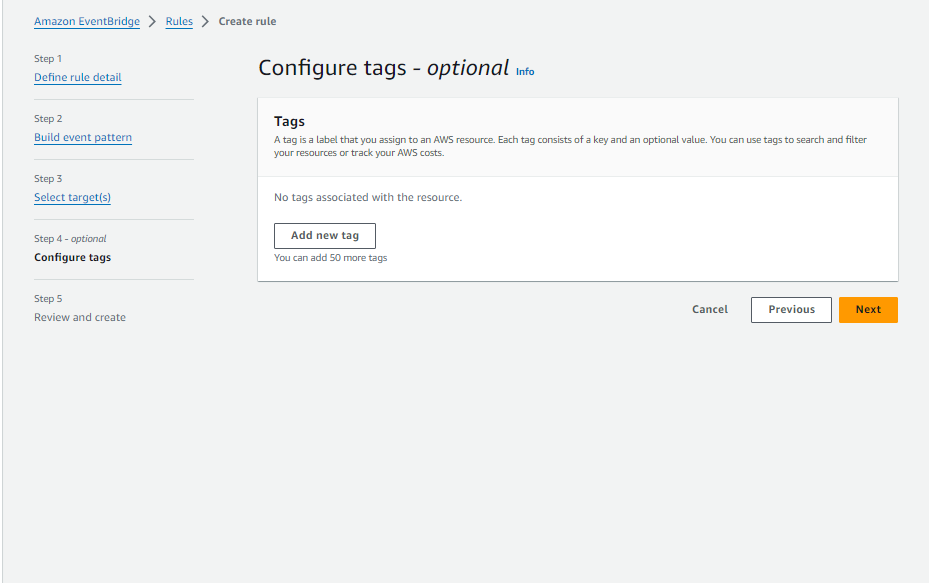 Amazon EventBridge > Rules > Create rule
Step 1
Define rule detail
Step 2
Build event pattern
Step 3
Select target(s)
Step 4 - optional
Configure tags
Step 5
Review and create
Configure tags - optional Info
Tags
A tag is a label that you assign to an AWS resource. Each tag consists of a key and an optional value. You can use tags to search and filter
your resources or track your AWS costs.
No tags associated with the resource.
Add new tag
You can add 50 more tags
Cancel Previous Next